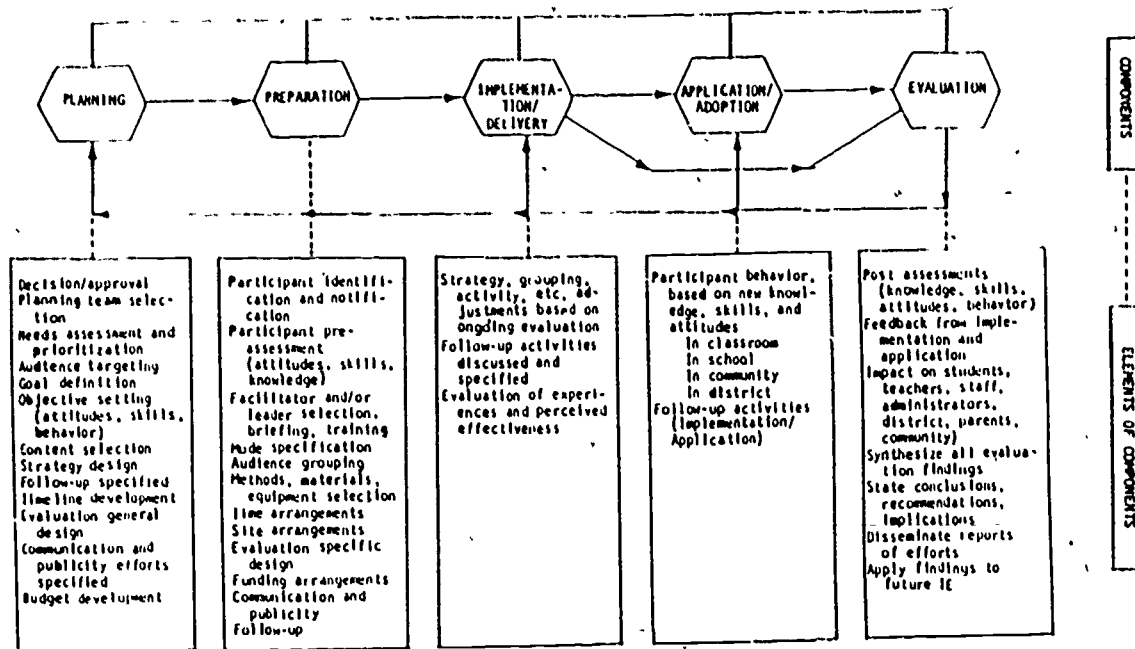 PLANNING
PREPARATION
IMPLEMENTA-
TION/
DELIVERY
APPLICATION/
ADOPTION
EVALUATION
COMPONENTS
Decision/approval
Planning team selec-
tion
Needs assessment and
prioritization
Audience targeting
Goal definition
Objective setting
(attitudes, skills,
behavior)
Content selection
Strategy design
Follow-up specified
Timeline development
Evaluation general
design
Communication and
publicity efforts
specified
Budget development
Participant identifi-
cation and notifi-
cation
Participant pre-
assessment
(attitudes, skills,
knowledge)
Facilitator and/or
leader selection,
briefing, training
Mode specification
Audience grouping
Methods, materials,
equipment selection
Time arrangements
Site arrangements
Evaluation specific
design
Funding arrangements
Communication and
publicity
Follow-up
Strategy, grouping,
activity, etc, ad-
justments based on
ongoing evaluation
Follow-up activities
discussed and
specified
Evaluation of experi-
ences and perceived
effectiveness
Participant behavior,
based on new knowl-
edge, skills, and
attitudes
In classroom
In school
In community
In district
Follow-up activities
(Implementation/
Application)
Post assessments
(knowledge, skills,
attitudes, behavior)
Feedback from imple-
mentation and
application
Impact on students,
teachers, staff,
administrators,
district, parents,
community)
Synthesize all evalua-
tion findings
State conclusions,
recommendations,
implications
Disseminate reports
of efforts
Apply findings to
future IE
ELEMENTS OF COMPONENTS